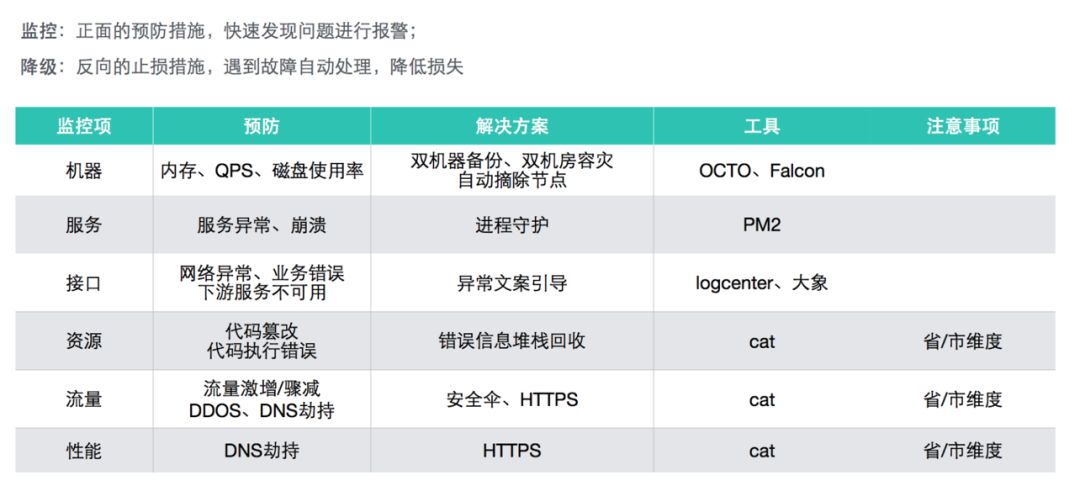 监控：正面的预防措施，快速发现问题进行报警；
降级：反向的止损措施，遇到故障自动处理，降低损失
监控项 预防 解决方案 工具 注意事项
机器 内存、QPS、磁盘使用率 双机器备份、双机房容灾 OCTO、Falcon
自动摘除节点
服务 服务异常、崩溃 进程守护 PM2
接口 网络异常、业务错误 异常文案引导 logcenter、大象
下游服务不可用
资源 代码篡改 错误信息堆栈回收 cat 省/市维度
代码执行错误
流量 流量激增/骤减 安全伞、HTTPS cat 省/市维度
DDOS、DNS劫持
性能 DNS劫持 HTTPS cat 省/市维度